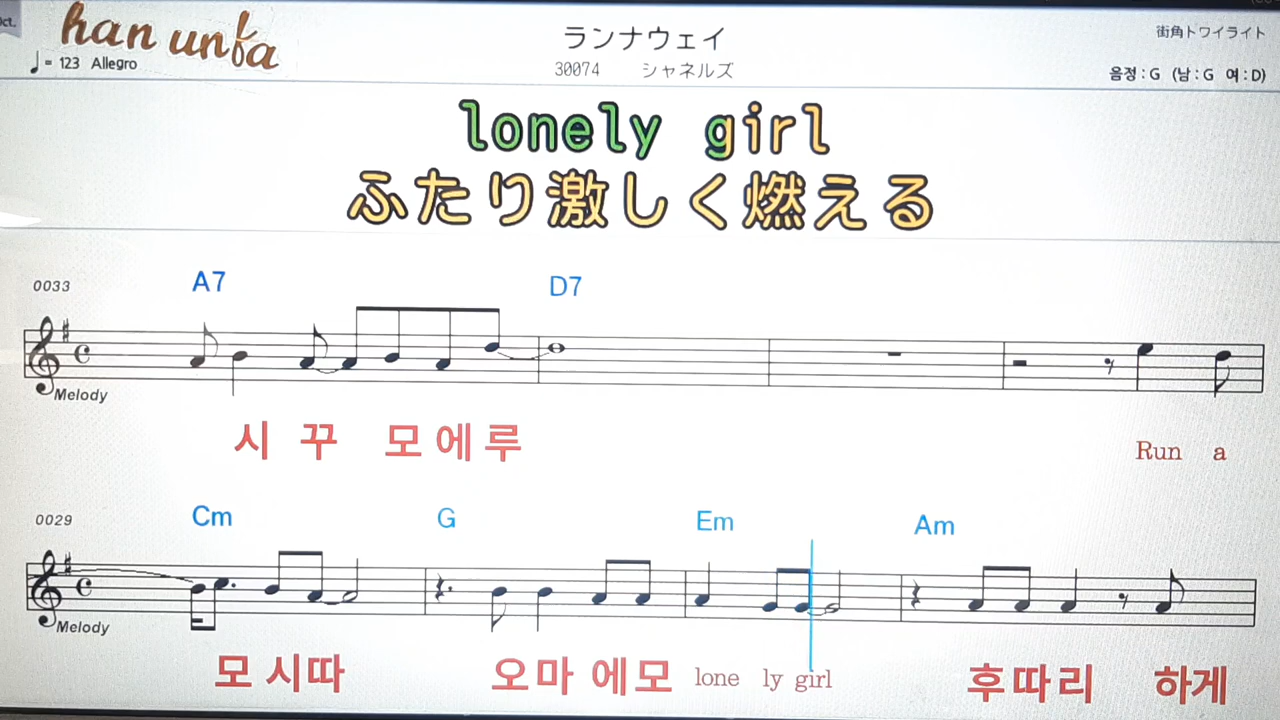 Oct.
han unfa
♩= 123 Allegro
ランナウェイ
30074 シャネルズ
街角トワイライト
음정 : G (남 : G 여 : D)
lonely girl
ふたり激しく燃える
0033
A7 D7
Melody
시 꾸 모 에 루 Run a
0029
Cm G Em Am
Melody
모 시따 오마 에모 lone ly girl 후따리 하게